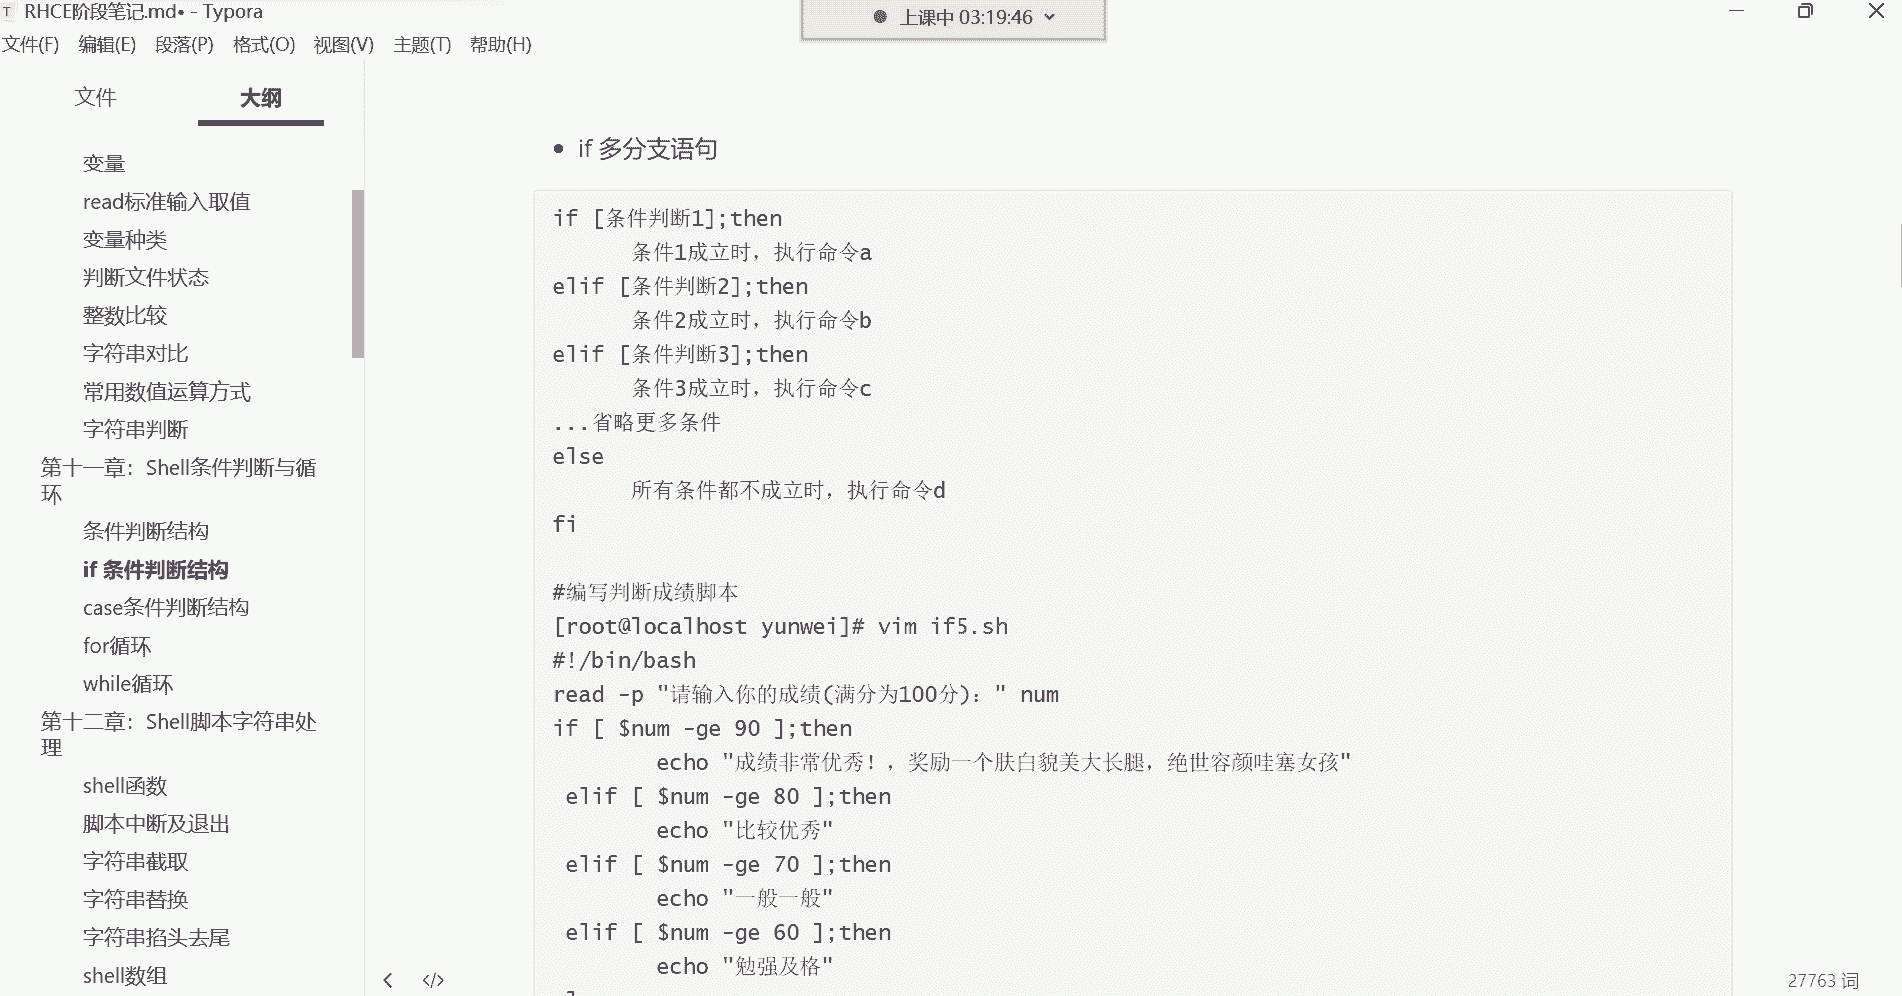 RHCE阶段笔记.md• - Typora
上课中 03:19:46
文件(F) 编辑(E) 段落(P) 格式(O) 视图(V) 主题(T) 帮助(H)
文件 大纲
变量
read标准输入取值
变量种类
判断文件状态
整数比较
字符串对比
常用数值运算方式
字符串判断
第十一章：Shell条件判断与循
环
条件判断结构
if 条件判断结构
case条件判断结构
for循环
while循环
第十二章：Shell脚本字符串处
理
shell函数
脚本中断及退出
字符串截取
字符串替换
字符串掐头去尾
shell数组
• if 多分支语句
if [条件判断1];then
条件1成立时，执行命令a
elif [条件判断2];then
条件2成立时，执行命令b
elif [条件判断3];then
条件3成立时，执行命令c
...省略更多条件
else
所有条件都不成立时，执行命令d
fi
#编写判断成绩脚本
[root@localhost yunwei]# vim if5.sh
#!/bin/bash
read -p "请输入你的成绩(满分为100分)：" num
if [ $num -ge 90 ];then
echo "成绩非常优秀！，奖励一个肤白貌美大长腿，绝世容颜哇塞女孩"
elif [ $num -ge 80 ];then
echo "比较优秀"
elif [ $num -ge 70 ];then
echo "一般一般"
elif [ $num -ge 60 ];then
echo "勉强及格"
27763 词